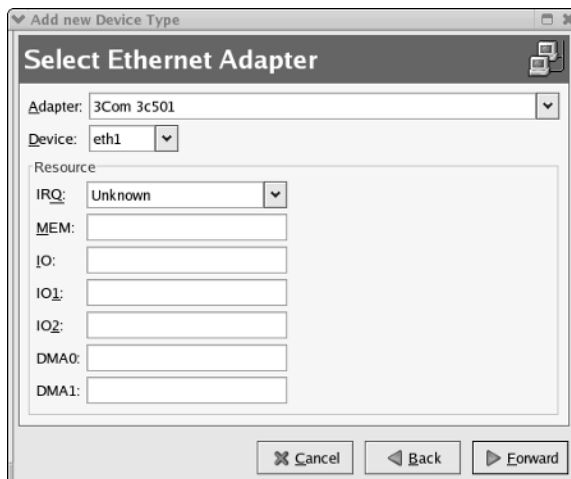 Add new Device Type
Select Ethernet Adapter
Adapter: 3Com 3c501
Device: eth1
Resource
IRQ: Unknown
MEM:
IO:
IO1:
IO2:
DMA0:
DMA1:
Cancel Back Forward